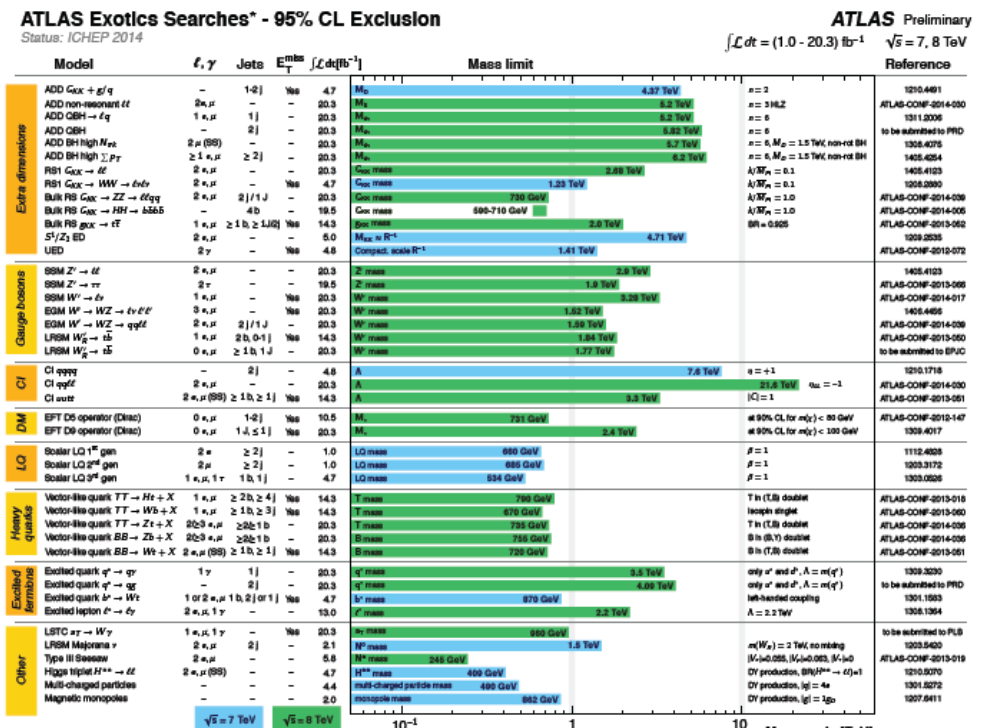 ATLAS Exotics Searches* - 95% CL Exclusion
ATLAS Preliminary
Status: ICHEP 2014
∫L dt = (1.0 - 20.3) fb⁻¹ √s = 7, 8 TeV
Model ℓ, γ Jets E_T^miss ∫L dt[fb⁻¹] Mass limit Reference
Extra dimensions
ADD G_KK + g/q – 1-2 j Yes 4.7 M_D 4.37 TeV n = 2 1210.4491
ADD non-resonant ℓℓ 2e, μ – – 20.3 M_S 5.2 TeV n = 3 HLZ ATLAS-CONF-2014-030
ADD QBH → ℓq 1 e, μ 1 j – 20.3 M_th 5.2 TeV n = 6 1311.2006
ADD QBH – 2 j – 20.3 M_th 5.82 TeV n = 6 to be submitted to PRD
ADD BH high N_trk 2 μ (SS) – – 20.3 M_th 5.7 TeV n = 6, M_D = 1.5 TeV, non-rot BH 1308.4075
ADD BH high ∑p_T ≥ 1 e, μ ≥ 2 j – 20.3 M_th 6.2 TeV n = 6, M_D = 1.5 TeV, non-rot BH 1405.4254
RS1 G_KK → ℓℓ 2 e, μ – – 20.3 G_KK mass 2.68 TeV k/M̅_Pl = 0.1 1405.4123
RS1 G_KK → WW → ℓνℓν 2 e, μ – Yes 4.7 G_KK mass 1.23 TeV k/M̅_Pl = 0.1 1208.2880
Bulk RS G_KK → ZZ → ℓℓqq 2 e, μ 2 j / 1 J – 20.3 G_KK mass 730 GeV k/M̅_Pl = 1.0 ATLAS-CONF-2014-039
Bulk RS G_KK → HH → bb̅bb̅ – 4 b – 19.5 G_KK mass 590-710 GeV k/M̅_Pl = 1.0 ATLAS-CONF-2014-005
Bulk RS g_KK → tt̅ 1 e, μ ≥ 1 b, ≥ 1J/2j Yes 14.3 g_KK mass 2.0 TeV BR = 0.925 ATLAS-CONF-2013-052
S¹/Z₂ ED 2 e, μ – – 5.0 M_KK ≈ R⁻¹ 4.71 TeV 1209.2535
UED 2 γ – Yes 4.8 Compact. scale R⁻¹ 1.41 TeV ATLAS-CONF-2012-072
Gauge bosons
SSM Z′ → ℓℓ 2 e, μ – – 20.3 Z′ mass 2.9 TeV 1405.4123
SSM Z′ → ττ 2 τ – – 19.5 Z′ mass 1.9 TeV ATLAS-CONF-2013-066
SSM W′ → ℓν 1 e, μ – Yes 20.3 W′ mass 3.28 TeV ATLAS-CONF-2014-017
EGM W′ → WZ → ℓν ℓ′ℓ′ 3 e, μ – Yes 20.3 W′ mass 1.52 TeV 1406.4456
EGM W′ → WZ → qqℓℓ 2 e, μ 2 j / 1 J – 20.3 W′ mass 1.59 TeV ATLAS-CONF-2014-039
LRSM W′_R → tb̅ 1 e, μ 2 b, 0-1 j Yes 14.3 W′ mass 1.84 TeV ATLAS-CONF-2013-050
LRSM W′_R → tb̅ 0 e, μ ≥ 1 b, 1 J – 20.3 W′ mass 1.77 TeV to be submitted to EPJC
CI
CI qqqq – 2 j – 4.8 Λ 7.6 TeV η = +1 1210.1718
CI qqℓℓ 2 e, μ – – 20.3 Λ 21.6 TeV η_LL = −1 ATLAS-CONF-2014-030
CI uutt 2 e, μ (SS) ≥ 1 b, ≥ 1 j Yes 14.3 Λ 3.3 TeV |C| = 1 ATLAS-CONF-2013-051
DM
EFT D5 operator (Dirac) 0 e, μ 1-2 j Yes 10.5 M_* 731 GeV at 90% CL for m(χ) < 80 GeV ATLAS-CONF-2012-147
EFT D9 operator (Dirac) 0 e, μ 1 J, ≤ 1 j Yes 20.3 M_* 2.4 TeV at 90% CL for m(χ) < 100 GeV 1309.4017
LQ
Scalar LQ 1st gen 2 e ≥ 2 j – 1.0 LQ mass 660 GeV β = 1 1112.4828
Scalar LQ 2nd gen 2 μ ≥ 2 j – 1.0 LQ mass 685 GeV β = 1 1203.3172
Scalar LQ 3rd gen 1 e, μ, 1 τ 1 b, 1 j – 4.7 LQ mass 534 GeV β = 1 1303.0526
Heavy quarks
Vector-like quark TT → Ht + X 1 e, μ ≥ 2 b, ≥ 4 j Yes 14.3 T mass 790 GeV T in (T,B) doublet ATLAS-CONF-2013-018
Vector-like quark TT → Wb + X 1 e, μ ≥ 1 b, ≥ 3 j Yes 14.3 T mass 670 GeV isospin singlet ATLAS-CONF-2013-060
Vector-like quark TT → Zt + X 2/≥3 e, μ ≥2/≥1 b – 20.3 T mass 735 GeV T in (T,B) doublet ATLAS-CONF-2014-036
Vector-like quark BB → Zb + X 2/≥3 e, μ ≥2/≥1 b – 20.3 B mass 755 GeV B in (B,Y) doublet ATLAS-CONF-2014-036
Vector-like quark BB → Wt + X 2 e, μ (SS) ≥ 1 b, ≥ 1 j Yes 14.3 B mass 720 GeV B in (T,B) doublet ATLAS-CONF-2013-051
Excited fermions
Excited quark q* → qγ 1 γ 1 j – 20.3 q* mass 3.5 TeV only u* and d*, Λ = m(q*) 1309.3230
Excited quark q* → qg – 2 j – 20.3 q* mass 4.09 TeV only u* and d*, Λ = m(q*) to be submitted to PRD
Excited quark b* → Wt 1 or 2 e, μ 1 b, 2 j or 1 j Yes 4.7 b* mass 870 GeV left-handed coupling 1301.1583
Excited lepton ℓ* → ℓγ 2 e, μ, 1 γ – – 13.0 ℓ* mass 2.2 TeV Λ = 2.2 TeV 1308.1364
Other
LSTC a_T → Wγ 1 e, μ, 1 γ – Yes 20.3 a_T mass 960 GeV to be submitted to PLB
LRSM Majorana ν 2 e, μ 2 j – 2.1 N⁰ mass 1.5 TeV m(W_R) = 2 TeV, no mixing 1203.5420
Type III Seesaw 2 e, μ – – 5.8 N± mass 245 GeV |V_e|=0.055, |V_μ|=0.063, |V_τ|=0 ATLAS-CONF-2013-019
Higgs triplet H±± → ℓℓ 2 e, μ (SS) – – 4.7 H±± mass 409 GeV DY production, BR(H±± → ℓℓ)=1 1210.5070
Multi-charged particles – – – 4.4 multi-charged particle mass 490 GeV DY production, |q| = 4e 1301.5272
Magnetic monopoles – – – 2.0 monopole mass 862 GeV DY production, |g| = 1g_D 1207.6411
√s = 7 TeV √s = 8 TeV
10⁻¹ 1 10